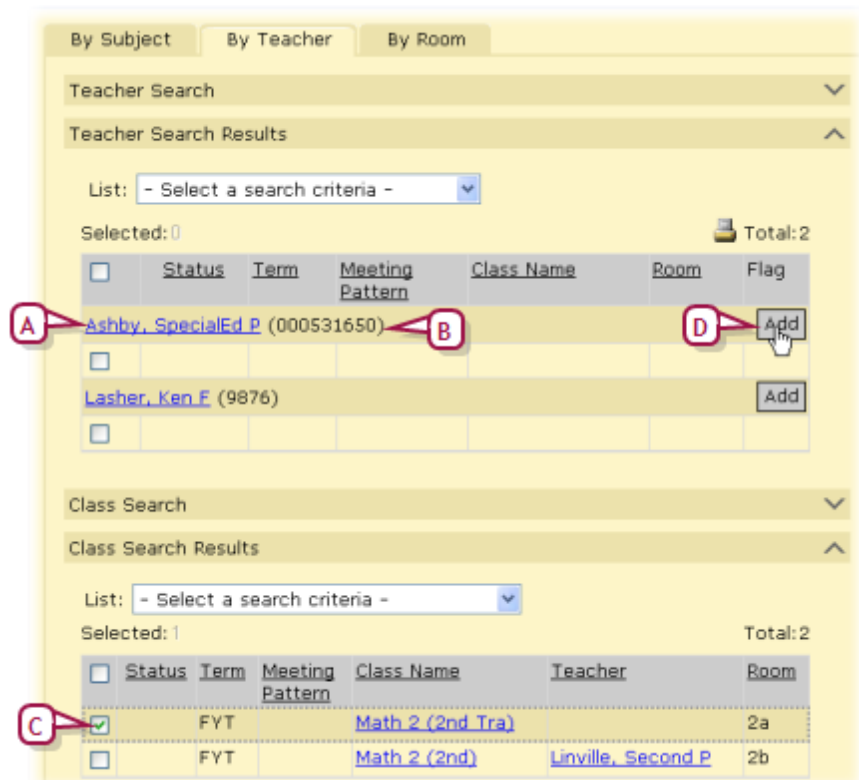 By Subject By Teacher By Room
Teacher Search
Teacher Search Results
List: - Select a search criteria -
Selected: 0 Total: 2
Status Term Meeting Pattern Class Name Room Flag
A Ashby, SpecialEd P (000531650) B D Add
Lasher, Ken F (9876) Add
Class Search
Class Search Results
List: - Select a search criteria -
Selected: 1 Total: 2
Status Term Meeting Pattern Class Name Teacher Room
C FYT Math 2 (2nd Tra) 2a
FYT Math 2 (2nd) Linville, Second P 2b